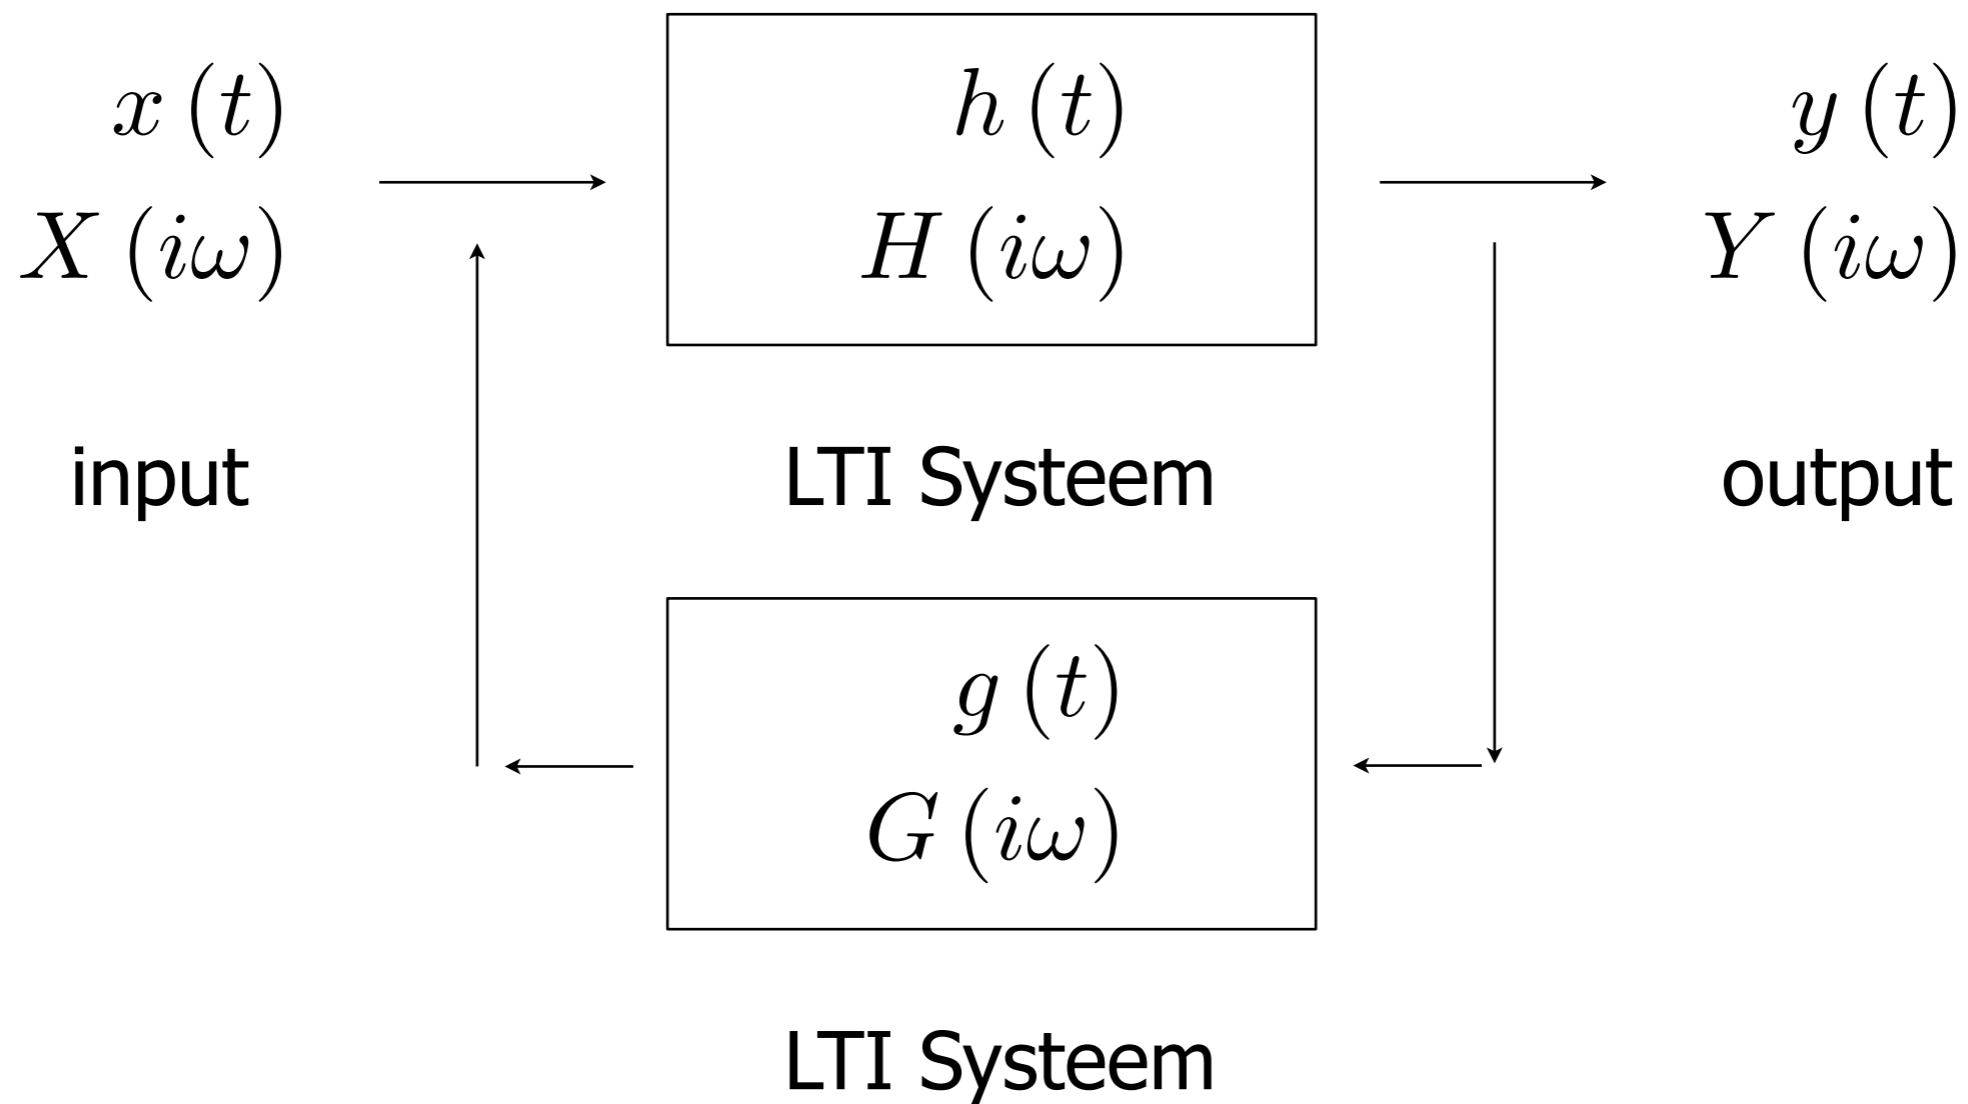 x (t)
X (iω)
h (t)
H (iω)
y (t)
Y (iω)
input
LTI Systeem
output
g (t)
G (iω)
LTI Systeem